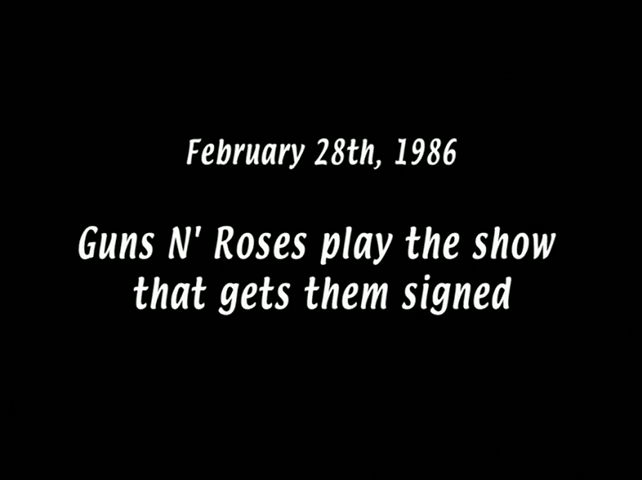 February 28th, 1986
Guns N' Roses play the show
that gets them signed